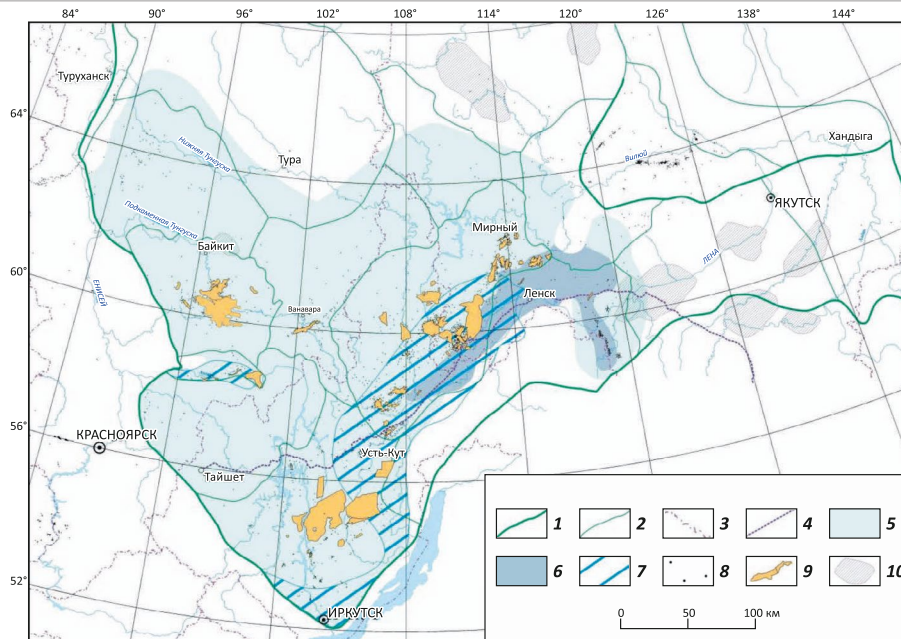 84° 90° 96° 102° 108° 114° 120° 126° 138° 144°
Туруханск
64°
Хандыга
Вилюй
Нижняя Тунгуска
Тура
ЯКУТСК
Подкаменная Тунгуска
Мирный
Байкит
ЛЕНА
60°
ЕНИСЕЙ
Ленск
Ванавара
56°
КРАСНОЯРСК
Усть-Кут
Тайшет
1 2 3 4 5
6 7 8 9 10
52°
ИРКУТСК
0 50 100 км